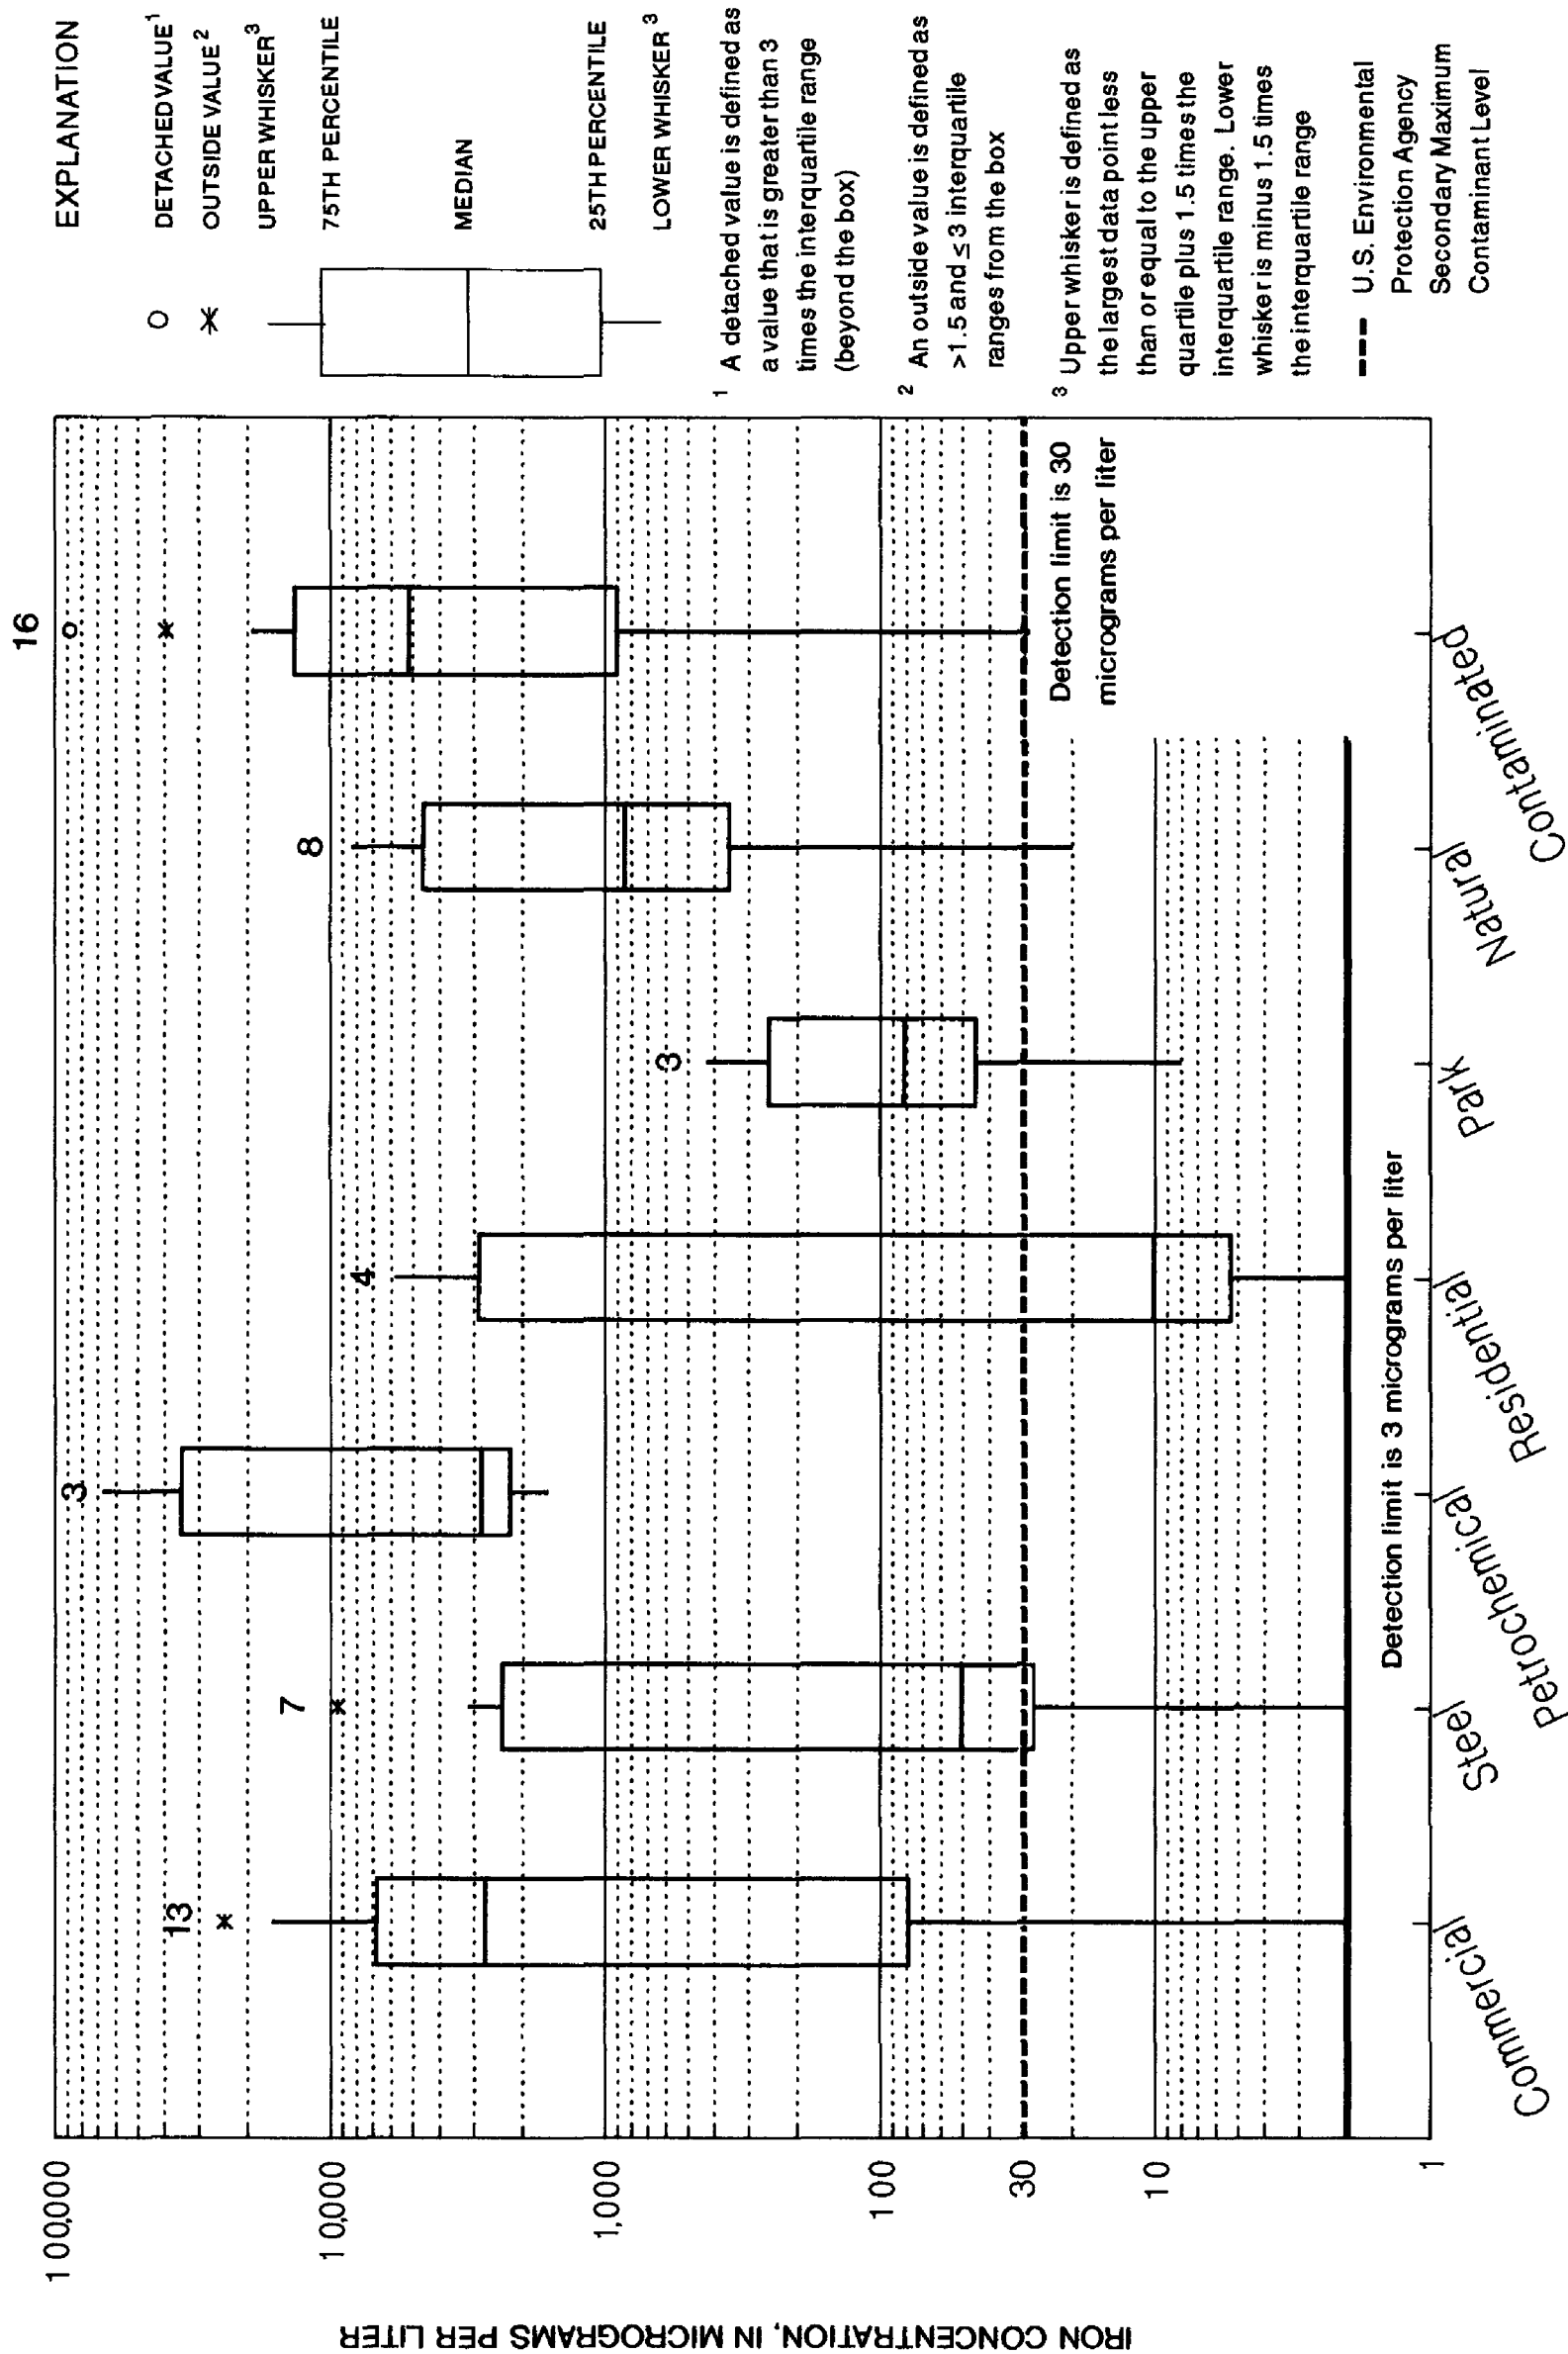 EXPLANATION
DETACHED VALUE 1
OUTSIDE VALUE 2
UPPER WHISKER 3
75TH PERCENTILE
MEDIAN
25TH PERCENTILE
LOWER WHISKER 3
1 A detached value is defined as
a value that is greater than 3
times the interquartile range
(beyond the box)
2 An outside value is defined as
>1.5 and ≤ 3 interquartile
ranges from the box
3 Upper whisker is defined as
the largest data point less
than or equal to the upper
quartile plus 1.5 times the
interquartile range. Lower
whisker is minus 1.5 times
the interquartile range
U.S. Environmental
Protection Agency
Secondary Maximum
Contaminant Level
IRON CONCENTRATION, IN MICROGRAMS PER LITER
100,000
10,000
1,000
100
30
10
1
13
7
3
4
3
8
16
Detection limit is 30
micrograms per liter
Detection limit is 3 micrograms per liter
Commercial
Steel
Petrochemical
Residential
Park
Natural
Contaminated